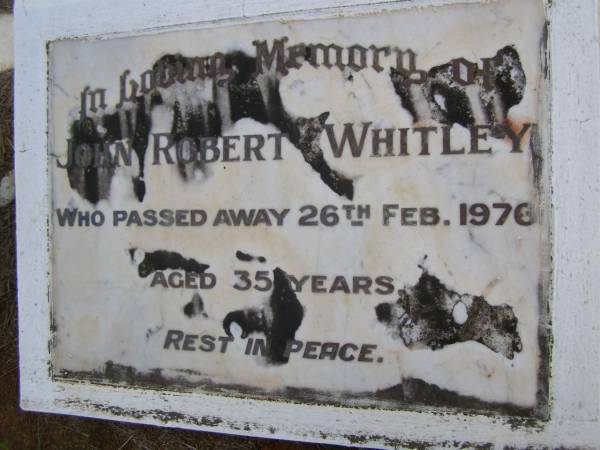 In Loving Memory of
JOHN ROBERT WHITLEY
WHO PASSED AWAY 26TH FEB. 1976
AGED 35 YEARS.
REST IN PEACE.